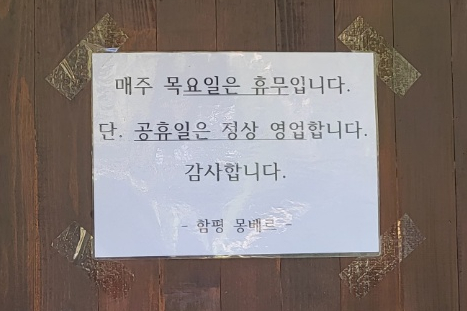 매주 목요일은 휴무입니다.
단. 공휴일은 정상 영업합니다.
감사합니다.
- 함평 몽베르 -